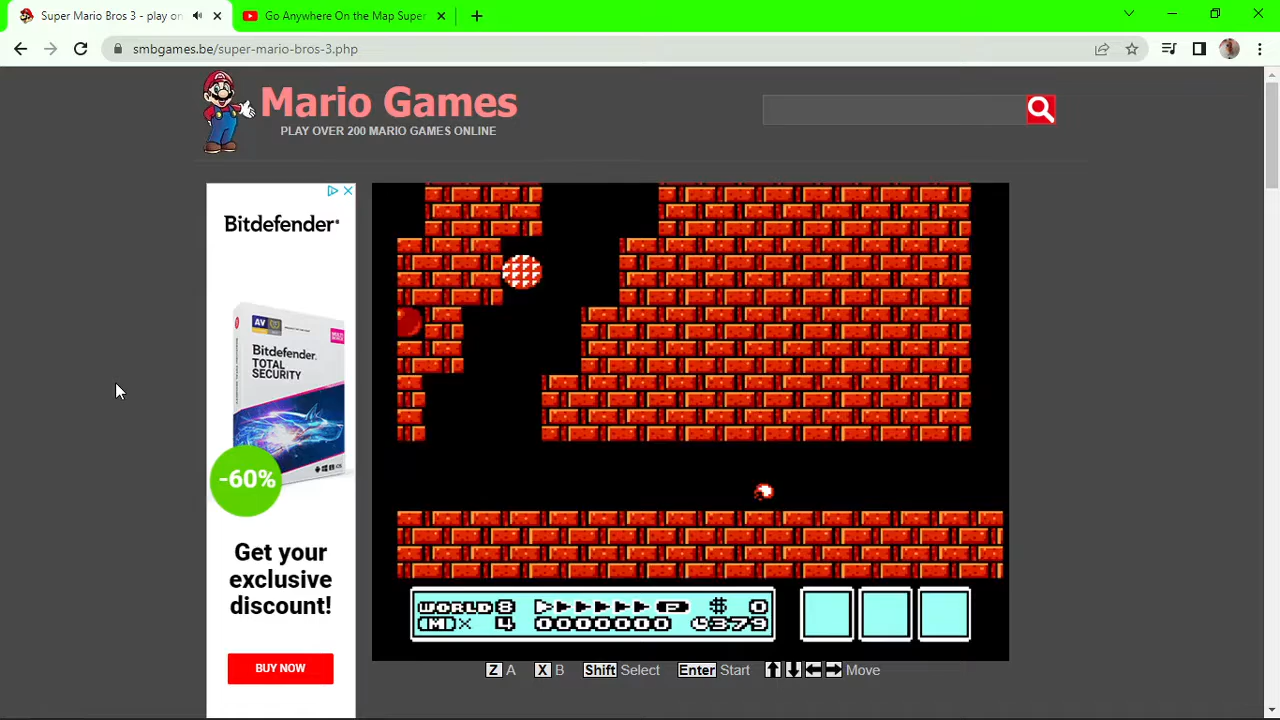 Super Mario Bros 3 - play on
Go Anywhere On the Map Super
smbgames.be/super-mario-bros-3.php
Mario Games
PLAY OVER 200 MARIO GAMES ONLINE
Bitdefender
AV
Bitdefender
TOTAL
SECURITY
-60%
Get your
exclusive
discount!
BUY NOW
WORLD 8
$ 0
(M)× 4 0000000 379
Z A X B Shift Select Enter Start Move